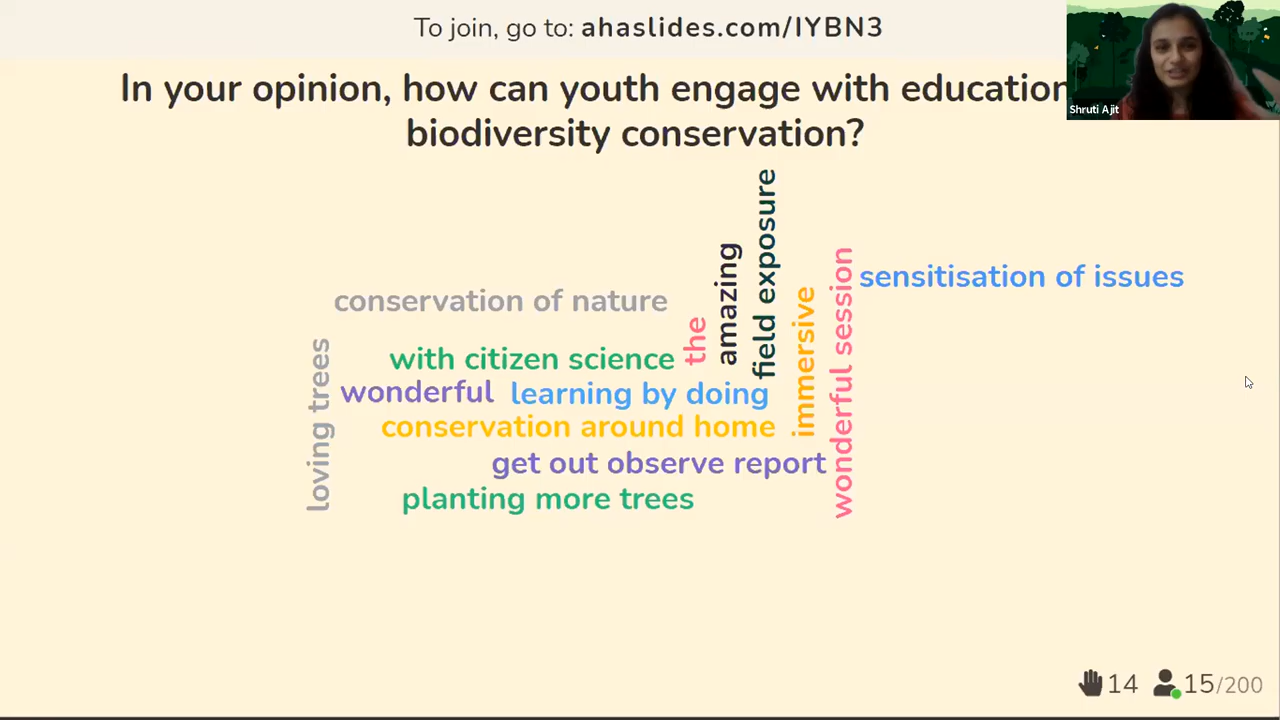 To join, go to: ahaslides.com/IYBN3
In your opinion, how can youth engage with education
biodiversity conservation?
Shruti Ajit
field exposure
amazing
the
immersive
wonderful session
sensitisation of issues
conservation of nature
loving trees
with citizen science
wonderful
learning by doing
conservation around home
get out observe report
planting more trees
14
15/200